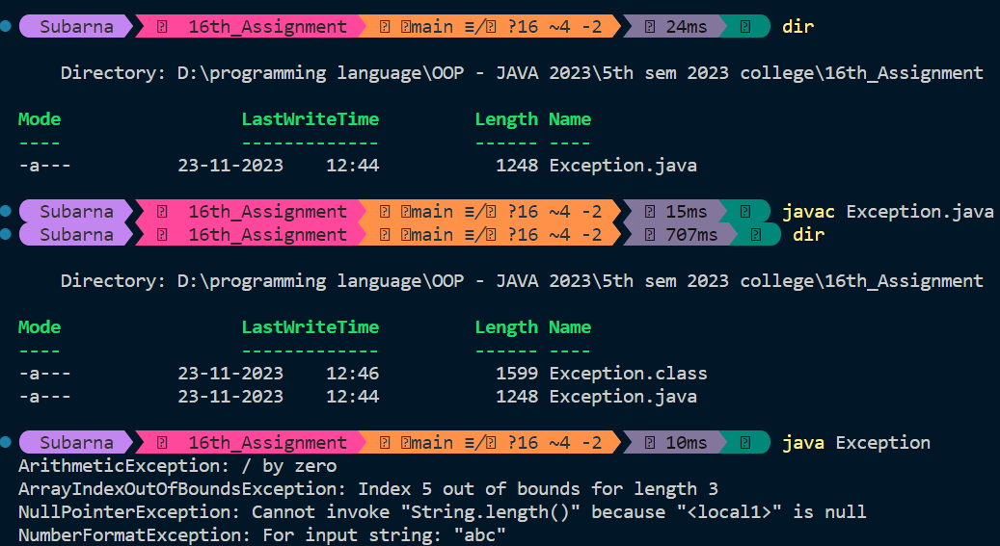 Subarna 16th_Assignment main ≡/ ?16 ~4 -2 24ms dir
Directory: D:\programming language\OOP - JAVA 2023\5th sem 2023 college\16th_Assignment
Mode LastWriteTime Length Name
---- ------------- ------ ----
-a--- 23-11-2023 12:44 1248 Exception.java
Subarna 16th_Assignment main ≡/ ?16 ~4 -2 15ms javac Exception.java
Subarna 16th_Assignment main ≡/ ?16 ~4 -2 707ms dir
Directory: D:\programming language\OOP - JAVA 2023\5th sem 2023 college\16th_Assignment
Mode LastWriteTime Length Name
---- ------------- ------ ----
-a--- 23-11-2023 12:46 1599 Exception.class
-a--- 23-11-2023 12:44 1248 Exception.java
Subarna 16th_Assignment main ≡/ ?16 ~4 -2 10ms java Exception
ArithmeticException: / by zero
ArrayIndexOutOfBoundsException: Index 5 out of bounds for length 3
NullPointerException: Cannot invoke "String.length()" because "<local1>" is null
NumberFormatException: For input string: "abc"